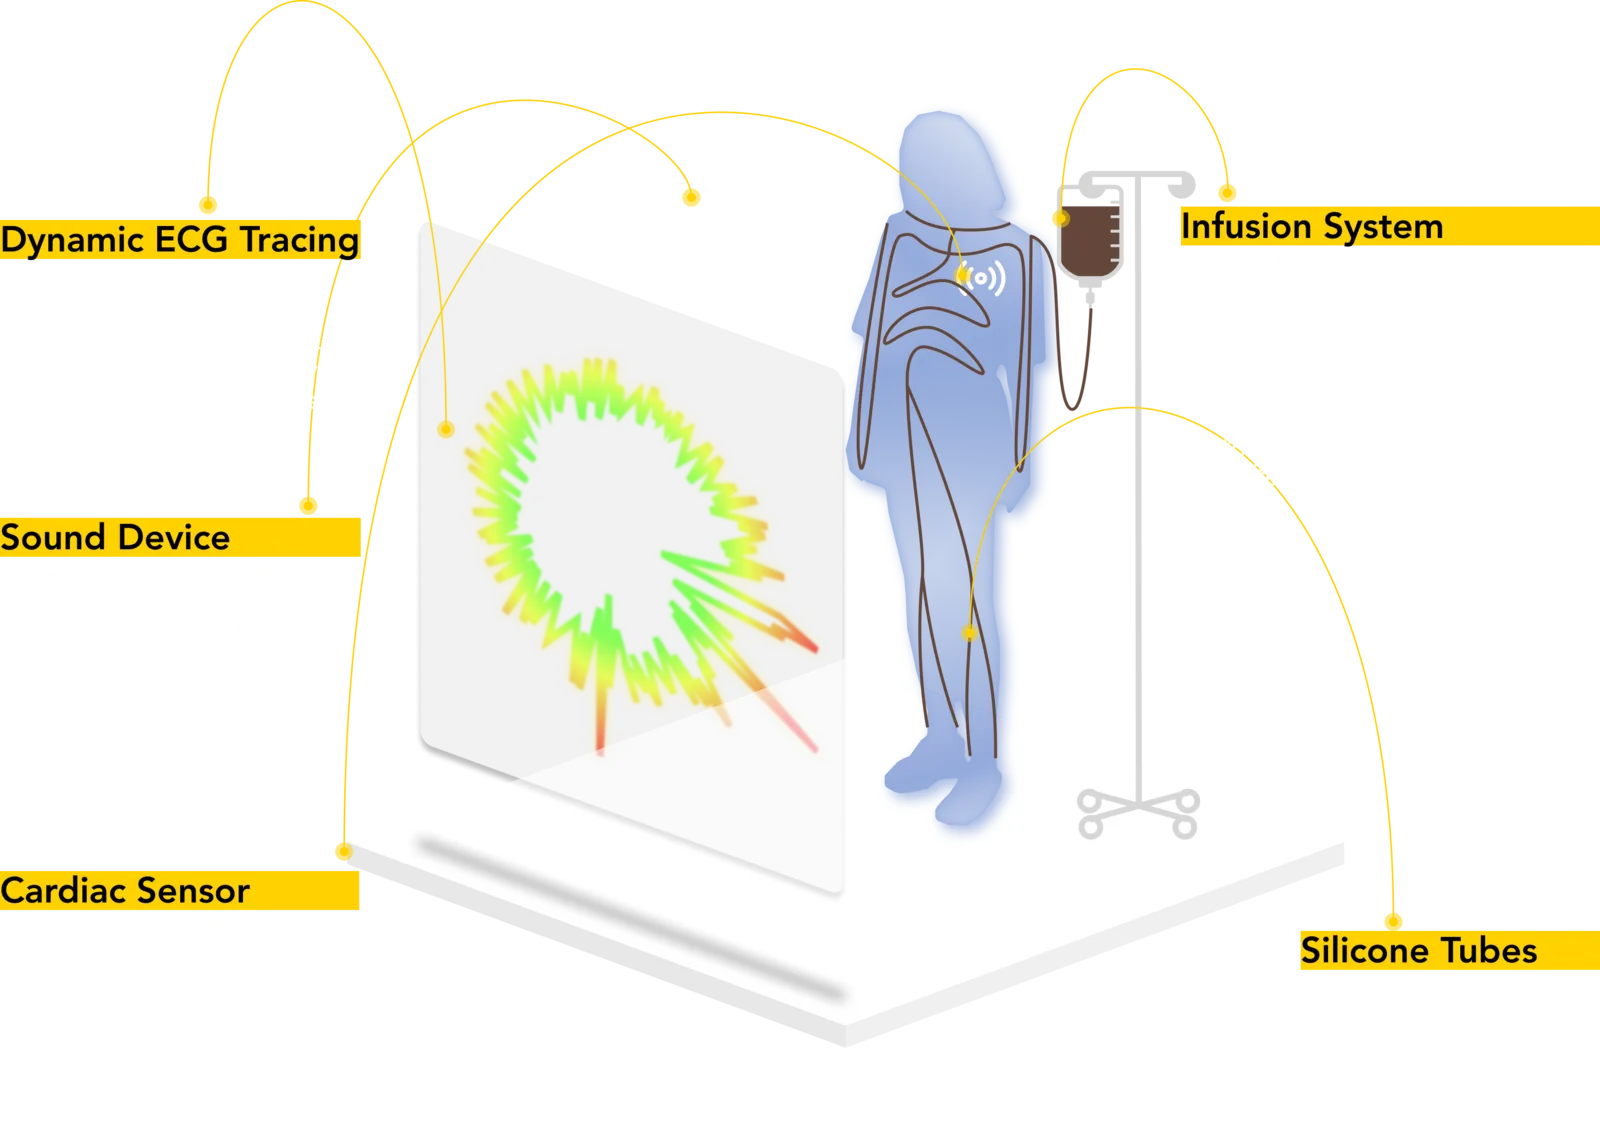 Dynamic ECG Tracing
Infusion System
Sound Device
Cardiac Sensor
Silicone Tubes